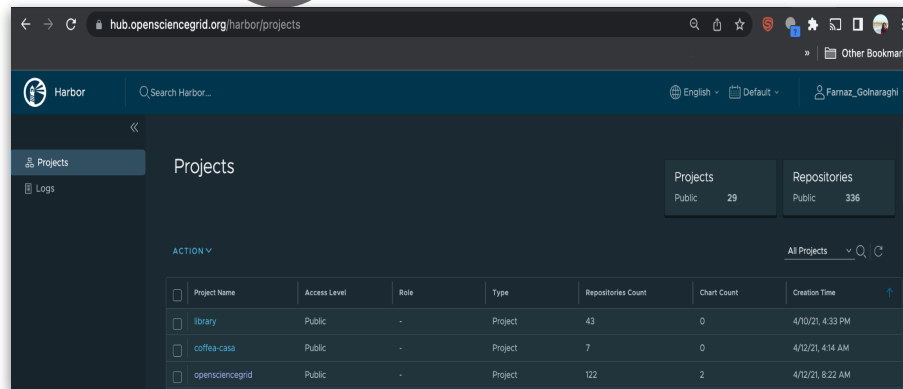 hub.opensciencegrid.org/harbor/projects
» Other Bookmar
Harbor
Search Harbor...
English
Default
Farnaz_Golnaraghi
Projects
Logs
Projects
Projects
Public 29
Repositories
Public 336
ACTION
All Projects
Project Name Access Level Role Type Repositories Count Chart Count Creation Time
library Public - Project 43 0 4/10/21, 4:33 PM
coffea-casa Public - Project 7 0 4/12/21, 4:14 AM
opensciencegrid Public - Project 122 2 4/12/21, 8:22 AM